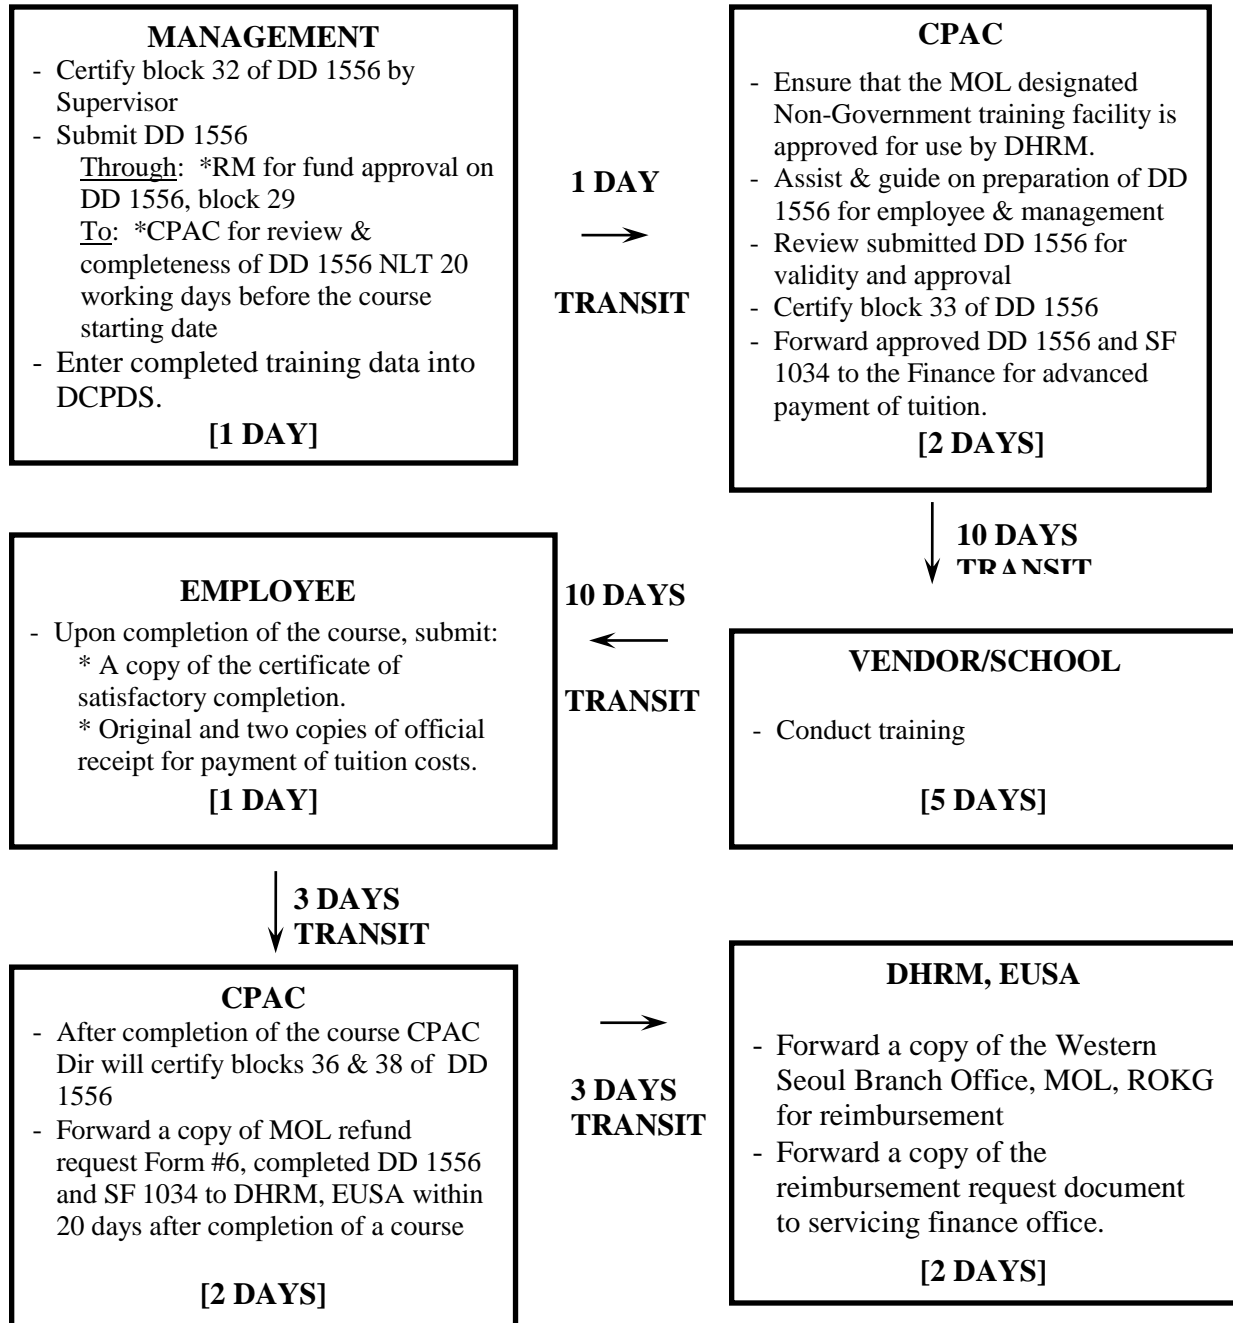 MANAGEMENT
- Certify block 32 of DD 1556 by
Supervisor
- Submit DD 1556
Through: *RM for fund approval on
DD 1556, block 29
To: *CPAC for review &
completeness of DD 1556 NLT 20
working days before the course
starting date
- Enter completed training data into
DCPDS.
[1 DAY]
1 DAY
TRANSIT
CPAC
- Ensure that the MOL designated
Non-Government training facility is
approved for use by DHRM.
- Assist & guide on preparation of DD
1556 for employee & management
- Review submitted DD 1556 for
validity and approval
- Certify block 33 of DD 1556
- Forward approved DD 1556 and SF
1034 to the Finance for advanced
payment of tuition.
[2 DAYS]
10 DAYS
TRANSIT
VENDOR/SCHOOL
- Conduct training
[5 DAYS]
10 DAYS
TRANSIT
EMPLOYEE
- Upon completion of the course, submit:
* A copy of the certificate of
satisfactory completion.
* Original and two copies of official
receipt for payment of tuition costs.
[1 DAY]
3 DAYS
TRANSIT
CPAC
- After completion of the course CPAC
Dir will certify blocks 36 & 38 of DD
1556
- Forward a copy of MOL refund
request Form #6, completed DD 1556
and SF 1034 to DHRM, EUSA within
20 days after completion of a course
[2 DAYS]
3 DAYS
TRANSIT
DHRM, EUSA
- Forward a copy of the Western
Seoul Branch Office, MOL, ROKG
for reimbursement
- Forward a copy of the
reimbursement request document
to servicing finance office.
[2 DAYS]